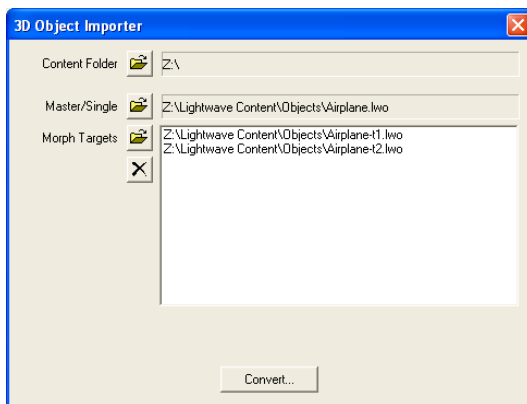 3D Object Importer
Content Folder Z:\
Master/Single Z:\Lightwave Content\Objects\Airplane.lwo
Morph Targets Z:\Lightwave Content\Objects\Airplane-t1.lwo
Z:\Lightwave Content\Objects\Airplane-t2.lwo
Convert...